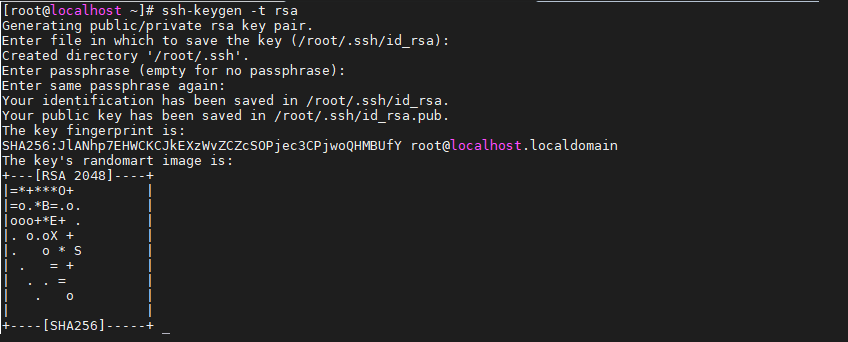 [root@localhost ~]# ssh-keygen -t rsa
Generating public/private rsa key pair.
Enter file in which to save the key (/root/.ssh/id_rsa):
Created directory '/root/.ssh'.
Enter passphrase (empty for no passphrase):
Enter same passphrase again:
Your identification has been saved in /root/.ssh/id_rsa.
Your public key has been saved in /root/.ssh/id_rsa.pub.
The key fingerprint is:
SHA256:JlANhp7EHWCKCJkEXzWvZCZcSOPjec3CPjwoQHMBUfY root@localhost.localdomain
The key's randomart image is:
+---[RSA 2048]----+
|=*+***O+         |
|=o.*B=.o.        |
|ooo+*E+ .        |
|. o.oX +         |
|.   o * S        |
| .   = +         |
|  . . =          |
|   .   o         |
|                 |
+----[SHA256]-----+ _